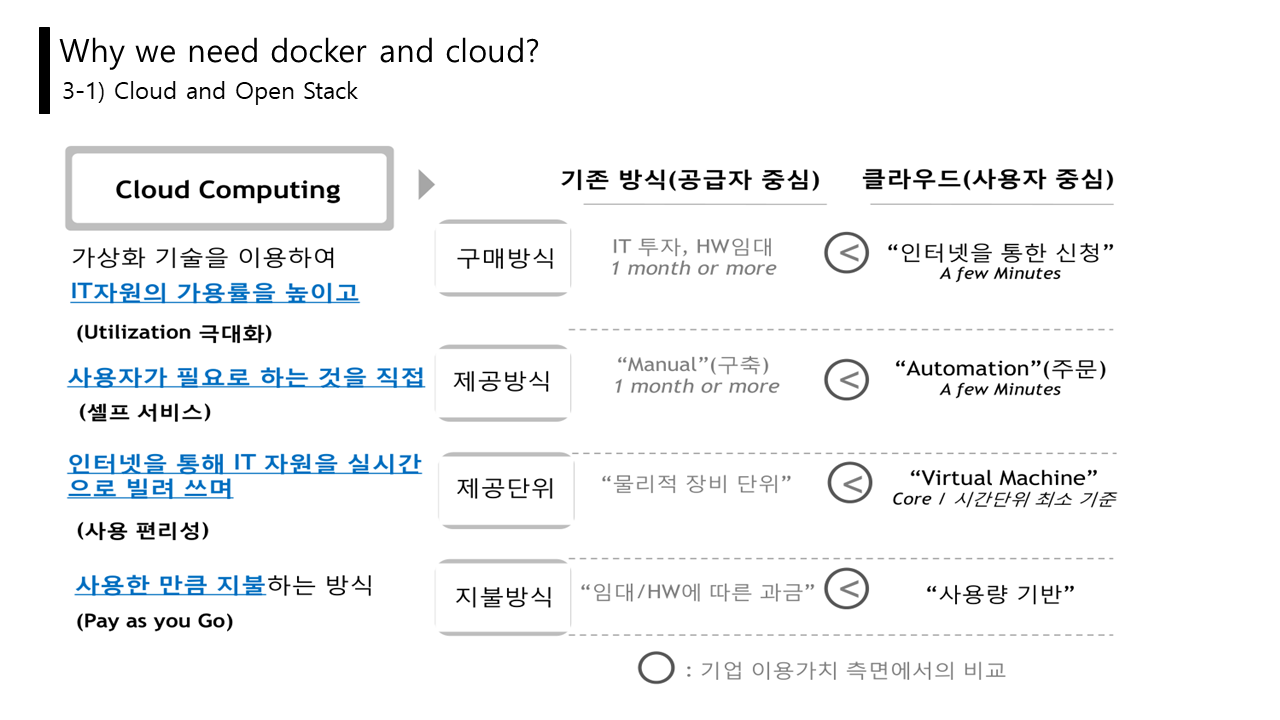 Why we need docker and cloud?
3-1) Cloud and Open Stack
Cloud Computing
가상화 기술을 이용하여
IT자원의 가용률을 높이고
(Utilization 극대화)
사용자가 필요로 하는 것을 직접
(셀프 서비스)
인터넷을 통해 IT 자원을 실시간
으로 빌려 쓰며
(사용 편리성)
사용한 만큼 지불하는 방식
(Pay as you Go)
기존 방식(공급자 중심)
클라우드(사용자 중심)
구매방식
IT 투자, HW임대
1 month or more
<
“인터넷을 통한 신청”
A few Minutes
제공방식
“Manual”(구축)
1 month or more
<
“Automation”(주문)
A few Minutes
제공단위
“물리적 장비 단위”
<
“Virtual Machine”
Core / 시간단위 최소 기준
지불방식
“임대/HW에 따른 과금”
<
“사용량 기반”
: 기업 이용가치 측면에서의 비교